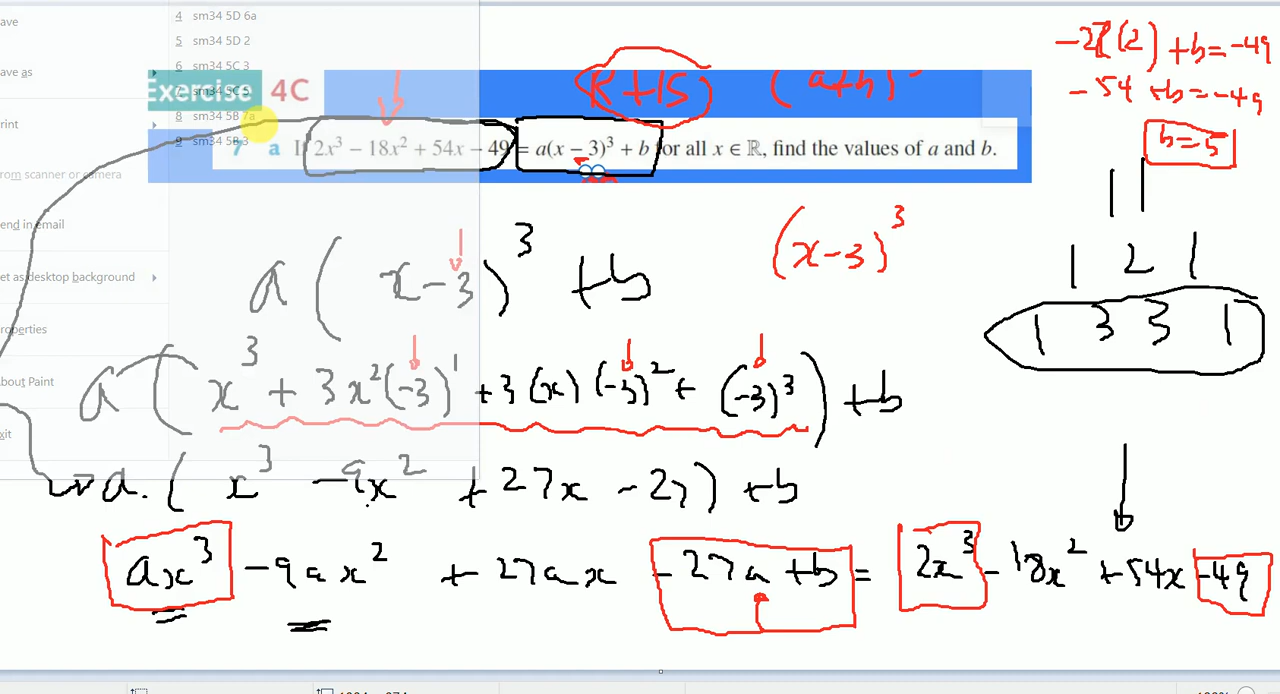 ave
ave as
rint
rom scanner or camera
end in email
et as desktop background
roperties
bout Paint
xit
4 sm34 5D 6a
5 sm34 5D 2
6 sm34 5C 3
7 sm34 5C 5
8 sm34 5B 7a
9 sm34 5B 3
Exercise 4C
R+15
(a+b)
-27(2) +b=-49
-54 +b=-49
b=5
7 a If 2x³ − 18x² + 54x − 49 = a(x − 3)³ + b for all x ∈ ℝ, find the values of a and b.
1 1
1 2 1
1 3 3 1
(x-3)³
a(x-3)³ +b
a(x³ + 3x²(-3)¹ +3(x)(-3)² + (-3)³) +b
a.(x³ -9x² +27x -27) +b
ax³ -9ax² +27ax -27a +b = 2x³ -18x² +54x -49